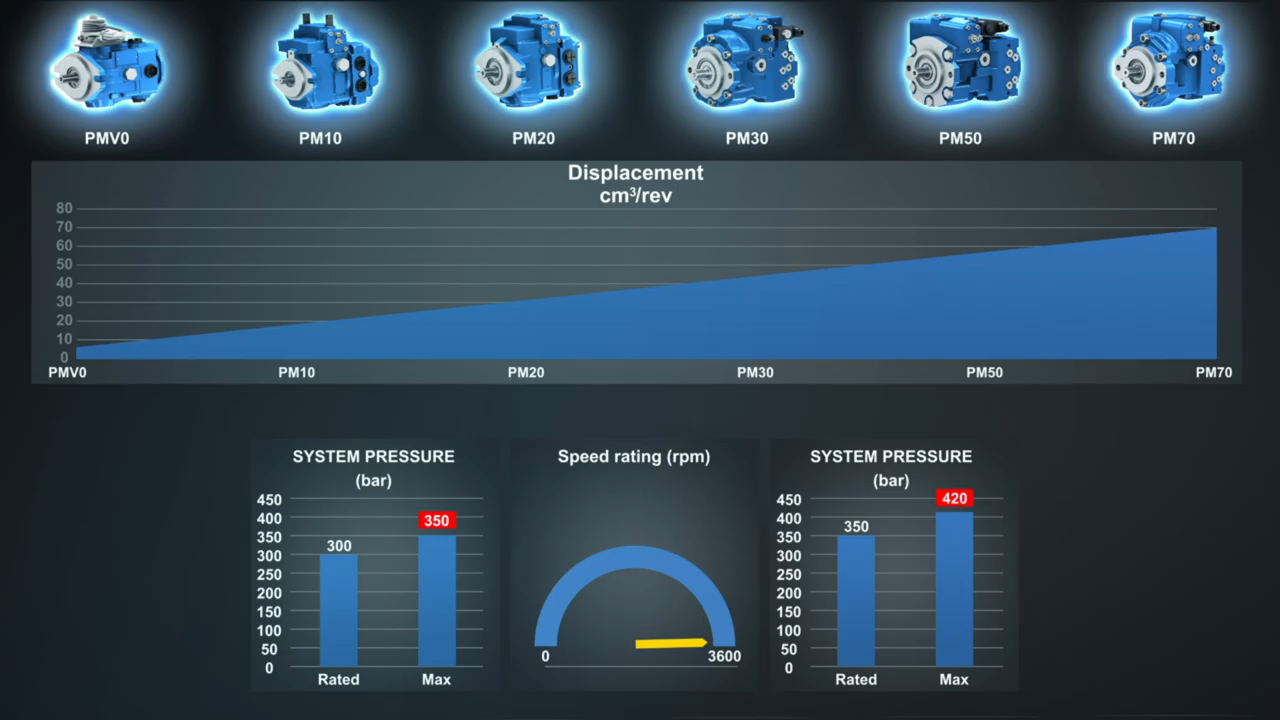 PMV0
PM10
PM20
PM30
PM50
PM70
Displacement
cm³/rev
80
70
60
50
40
30
20
10
0
PMV0
PM10
PM20
PM30
PM50
PM70
SYSTEM PRESSURE
(bar)
450
400
350
300
250
200
150
100
50
0
300
350
Rated
Max
Speed rating (rpm)
0
3600
SYSTEM PRESSURE
(bar)
450
400
350
300
250
200
150
100
50
0
350
420
Rated
Max